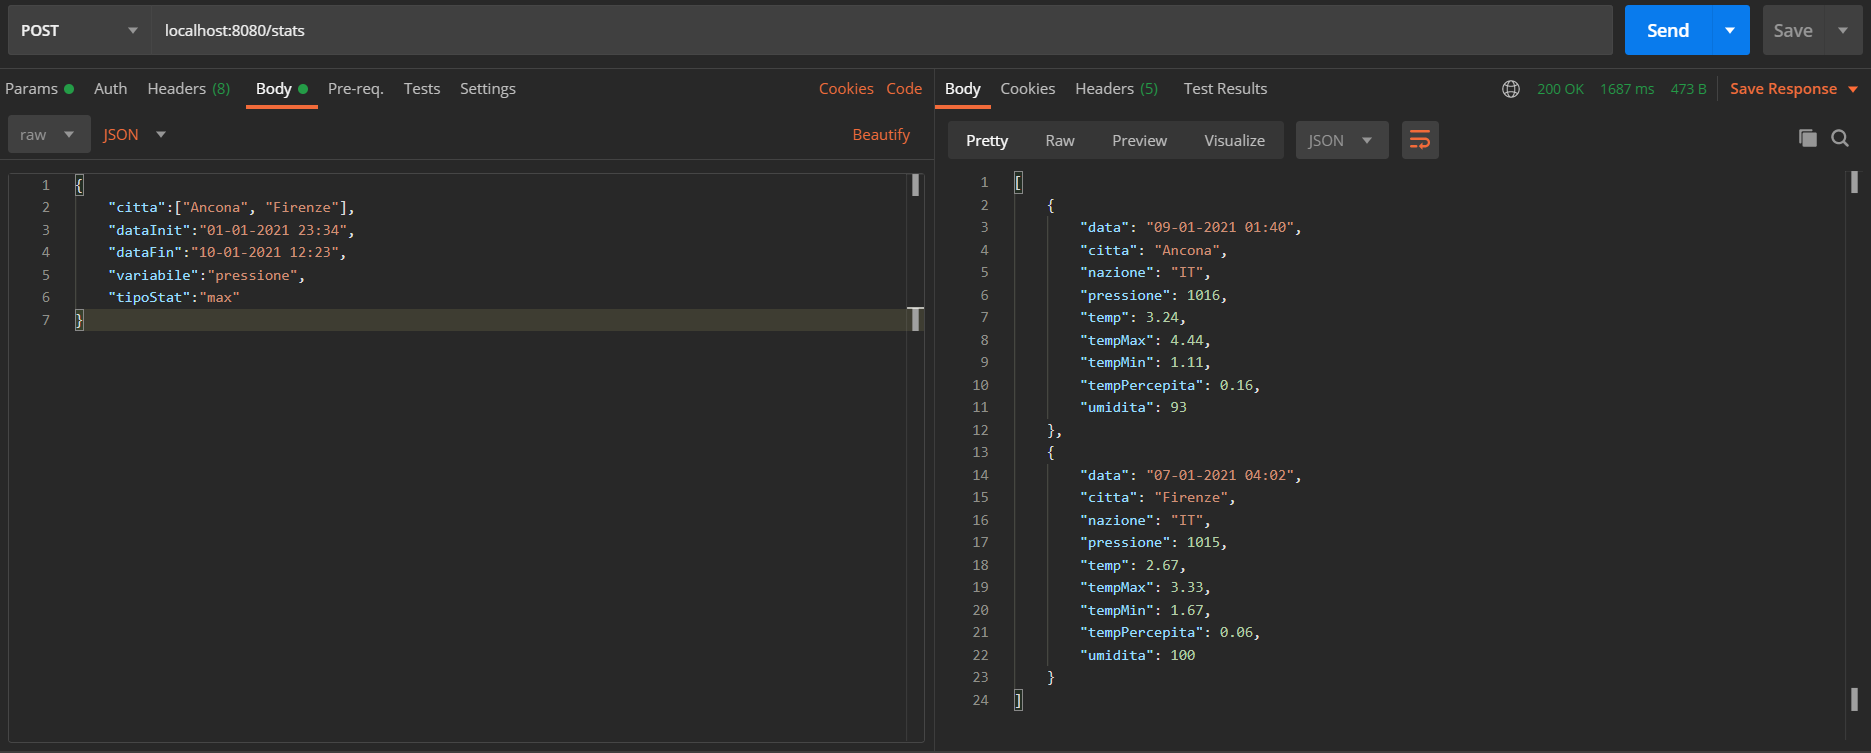 POST localhost:8080/stats Send Save
Params Auth Headers (8) Body Pre-req. Tests Settings Cookies Code
raw JSON Beautify
1 {
2 "citta":["Ancona", "Firenze"],
3 "dataInit":"01-01-2021 23:34",
4 "dataFin":"10-01-2021 12:23",
5 "variabile":"pressione",
6 "tipoStat":"max"
7 }
Body Cookies Headers (5) Test Results 200 OK 1687 ms 473 B Save Response
Pretty Raw Preview Visualize JSON
1 [
2 {
3 "data": "09-01-2021 01:40",
4 "citta": "Ancona",
5 "nazione": "IT",
6 "pressione": 1016,
7 "temp": 3.24,
8 "tempMax": 4.44,
9 "tempMin": 1.11,
10 "tempPercepita": 0.16,
11 "umidita": 93
12 },
13 {
14 "data": "07-01-2021 04:02",
15 "citta": "Firenze",
16 "nazione": "IT",
17 "pressione": 1015,
18 "temp": 2.67,
19 "tempMax": 3.33,
20 "tempMin": 1.67,
21 "tempPercepita": 0.06,
22 "umidita": 100
23 }
24 ]